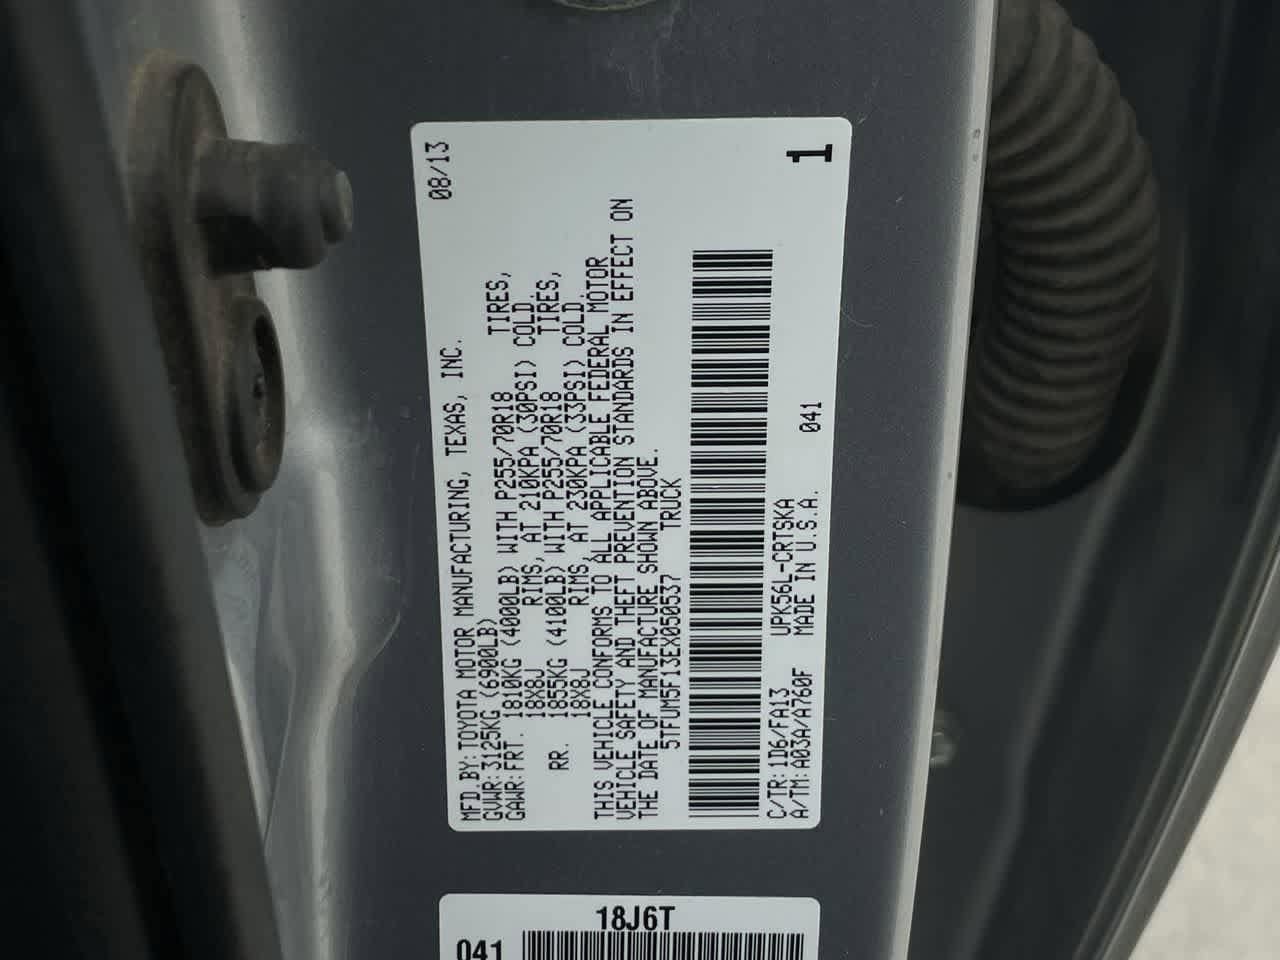 MFD.BY:TOYOTA MOTOR MANUFACTURING, TEXAS, INC. 08/13
GVWR:3125KG (6900LB)
GAWR:FRT. 1810KG (4000LB) WITH P255/70R18 TIRES,
18X8J RIMS, AT 210KPA (30PSI) COLD.
RR. 1855KG (4100LB) WITH P255/70R18 TIRES,
18X8J RIMS, AT 230KPA (33PSI) COLD.
THIS VEHICLE CONFORMS TO ALL APPLICABLE FEDERAL MOTOR
VEHICLE SAFETY AND THEFT PREVENTION STANDARDS IN EFFECT ON
THE DATE OF MANUFACTURE SHOWN ABOVE.
5TFUM5F13EX050537 TRUCK
C/TR:1D6/FA13 UPK56L-CRTSKA 041
A/TM:A03A/A760F MADE IN U.S.A.
1
18J6T
041